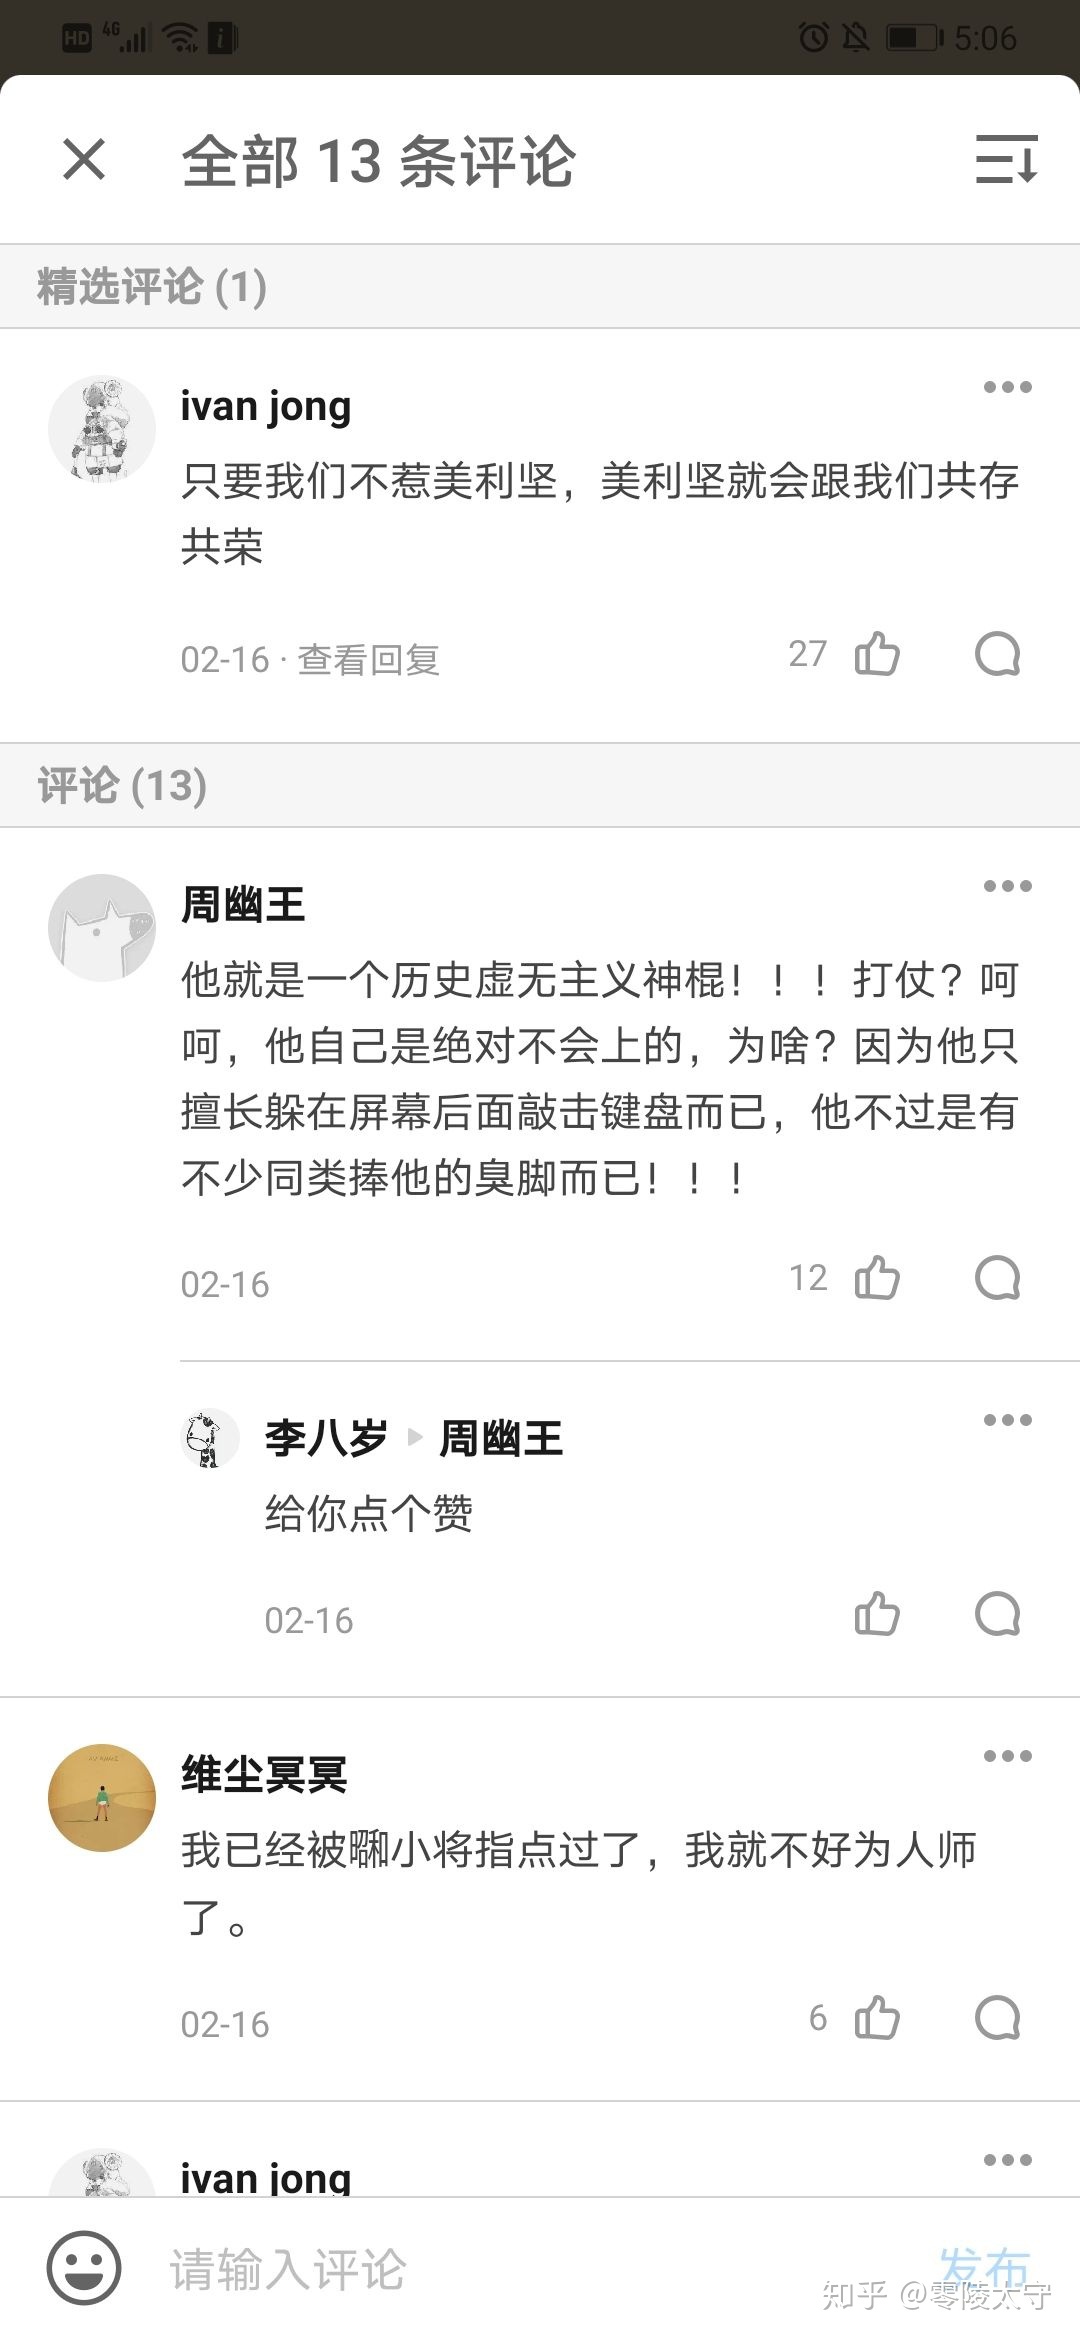 HD 4G 5:06
全部 13 条评论
精选评论 (1)
ivan jong
只要我们不惹美利坚，美利坚就会跟我们共存
共荣
02-16 · 查看回复 27
评论 (13)
周幽王
他就是一个历史虚无主义神棍！！！打仗？呵
呵，他自己是绝对不会上的，为啥？因为他只
擅长躲在屏幕后面敲击键盘而已，他不过是有
不少同类捧他的臭脚而已！！！
02-16 12
李八岁 ▸ 周幽王
给你点个赞
02-16
维尘冥冥
我已经被小将指点过了，我就不好为人师
了。
02-16 6
ivan jong
请输入评论 发布
知乎 @零陵太守